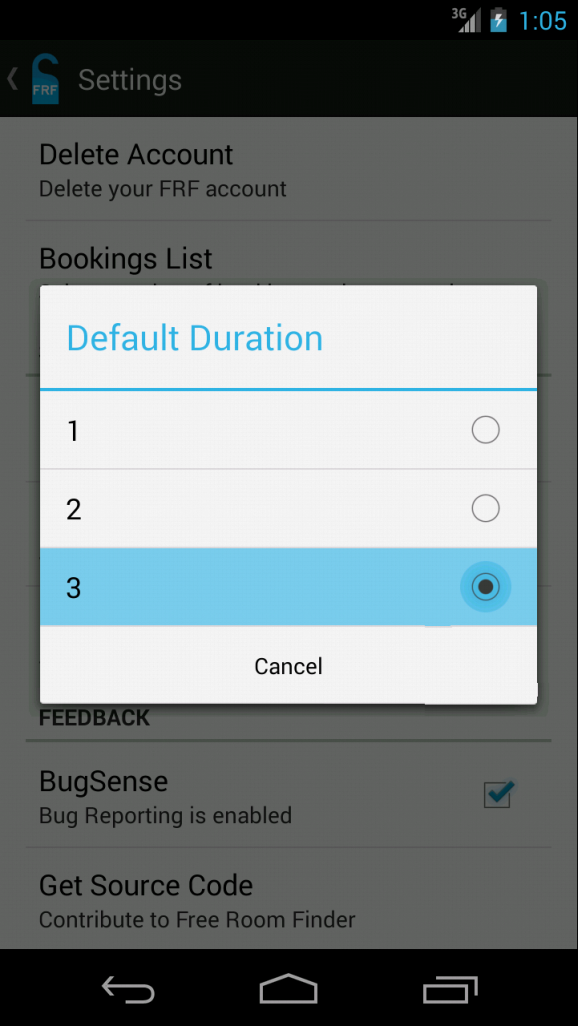 3G 1:05
FRF Settings
Delete Account
Delete your FRF account
Bookings List
Default Duration
1
2
3
Cancel
FEEDBACK
BugSense
Bug Reporting is enabled
Get Source Code
Contribute to Free Room Finder